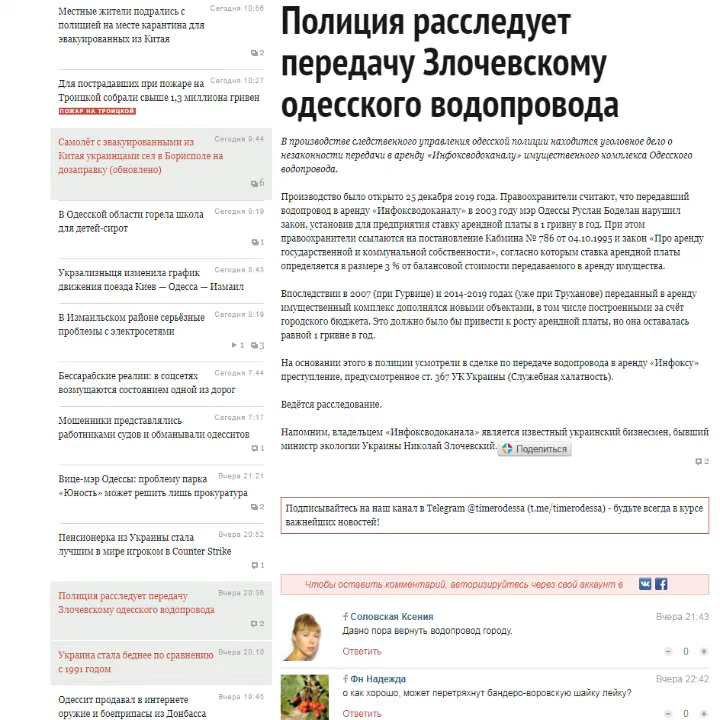 Местные жители подрались с
Сегодня 10:56
полицией на месте карантина для
эвакуированных из Китая
2
Для пострадавших при пожаре на
Сегодня 10:27
Троицкой собрали свыше 1,3 миллиона гривен
ПОЖАР НА ТРОИЦКОЙ
Самолёт с эвакуированными из
Сегодня 9:44
Китая украинцами сел в Борисполе на
дозаправку (обновлено)
6
В Одесской области горела школа
Сегодня 9:19
для детей-сирот
1
Укрзализныця изменила график
Сегодня 8:43
движения поезда Киев — Одесса — Измаил
В Измаильском районе серьёзные
Сегодня 8:19
проблемы с электросетями
1 3
Бессарабские реалии: в соцсетях
Сегодня 7:44
возмущаются состоянием одной из дорог
Мошенники представлялись
Сегодня 7:17
работниками судов и обманывали одесситов
1
Вице-мэр Одессы: проблему парка
Вчера 21:21
«Юность» может решить лишь прокуратура
2
Пенсионерка из Украины стала
Вчера 20:52
лучшим в мире игроком в Counter Strike
1
Полиция расследует передачу
Вчера 20:36
Злочевскому одесского водопровода
2
Украина стала беднее по сравнению
Вчера 20:10
с 1991 годом
Одессит продавал в интернете
Вчера 19:45
оружие и боеприпасы из Донбасса
Полиция расследует
передачу Злочевскому
одесского водопровода
В производстве следственного управления одесской полиции находится уголовное дело о
незаконности передачи в аренду «Инфоксводоканалу» имущественного комплекса Одесского
водопровода.
Производство было открыто 25 декабря 2019 года. Правоохранители считают, что передавший
водопровод в аренду «Инфоксводоканалу» в 2003 году мэр Одессы Руслан Боделан нарушил
закон, установив для предприятия ставку арендной платы в 1 гривну в год. При этом
правоохранители ссылаются на постановление Кабмина № 786 от 04.10.1995 и закон «Про аренду
государственной и коммунальной собственности», согласно которым ставка арендной платы
определяется в размере 3 % от балансовой стоимости передаваемого в аренду имущества.
Впоследствии в 2007 (при Гурвице) и 2014-2019 годах (уже при Труханове) переданный в аренду
имущественный комплекс дополнялся новыми объектами, в том числе построенными за счёт
городского бюджета. Это должно было бы привести к росту арендной платы, но она оставалась
равной 1 гривне в год.
На основании этого в полиции усмотрели в сделке по передаче водопровода в аренду «Инфоксу»
преступление, предусмотренное ст. 367 УК Украины (Служебная халатность).
Ведётся расследование.
Напомним, владельцем «Инфоксводоканала» является известный украинский бизнесмен, бывший
министр экологии Украины Николай Злочевский.
Поделиться
2
Подписывайтесь на наш канал в Telegram @timerodessa (t.me/timerodessa) - будьте всегда в курсе
важнейших новостей!
Чтобы оставить комментарий, авторизируйтесь через свой аккаунт в
Соловская Ксения
Вчера 21:43
Давно пора вернуть водопровод городу.
Ответить
− 0 +
Фн Надежда
Вчера 22:42
о как хорошо, может перетряхнут бандеро-воровскую шайку лейку?
Ответить
− 0 +